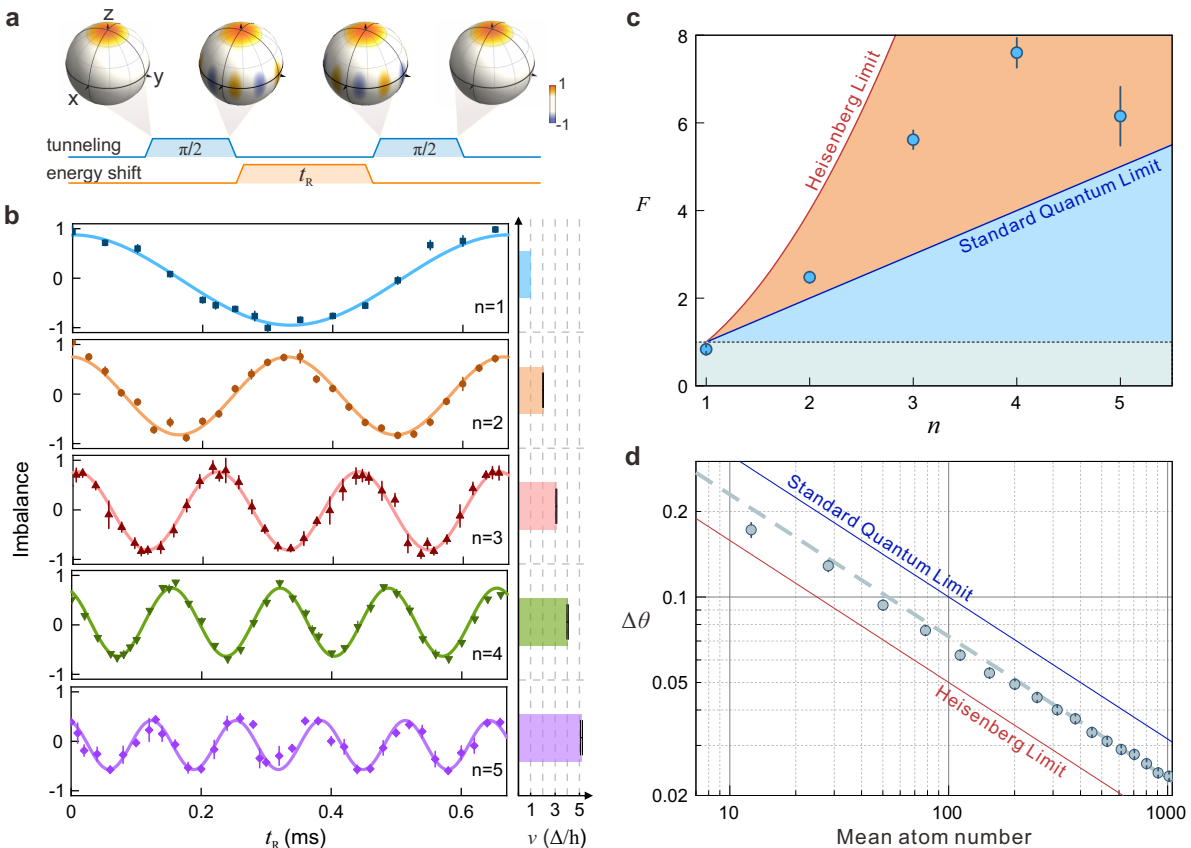 a
z
y
x
1
-1
tunneling
π/2
π/2
energy shift
t_R
b
Imbalance
1
0
-1
n=1
1
0
-1
n=2
1
0
-1
n=3
1
0
-1
n=4
1
0
-1
n=5
0
0.2
0.4
0.6
t_R (ms)
1
3
5
ν (Δ/h)
c
F
8
6
4
2
0
Heisenberg Limit
Standard Quantum Limit
1
2
3
4
5
n
d
Δθ
0.2
0.1
0.05
0.02
Standard Quantum Limit
Heisenberg Limit
10
100
1000
Mean atom number